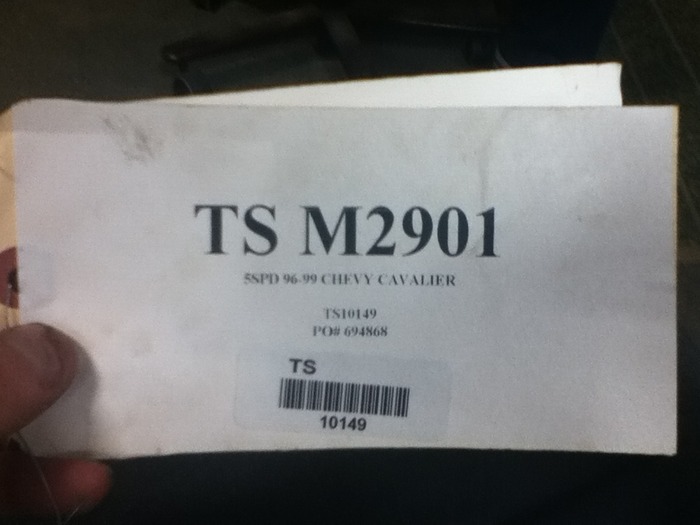 TS M2901
5SPD 96-99 CHEVY CAVALIER
TS10149
PO# 694868
TS
10149